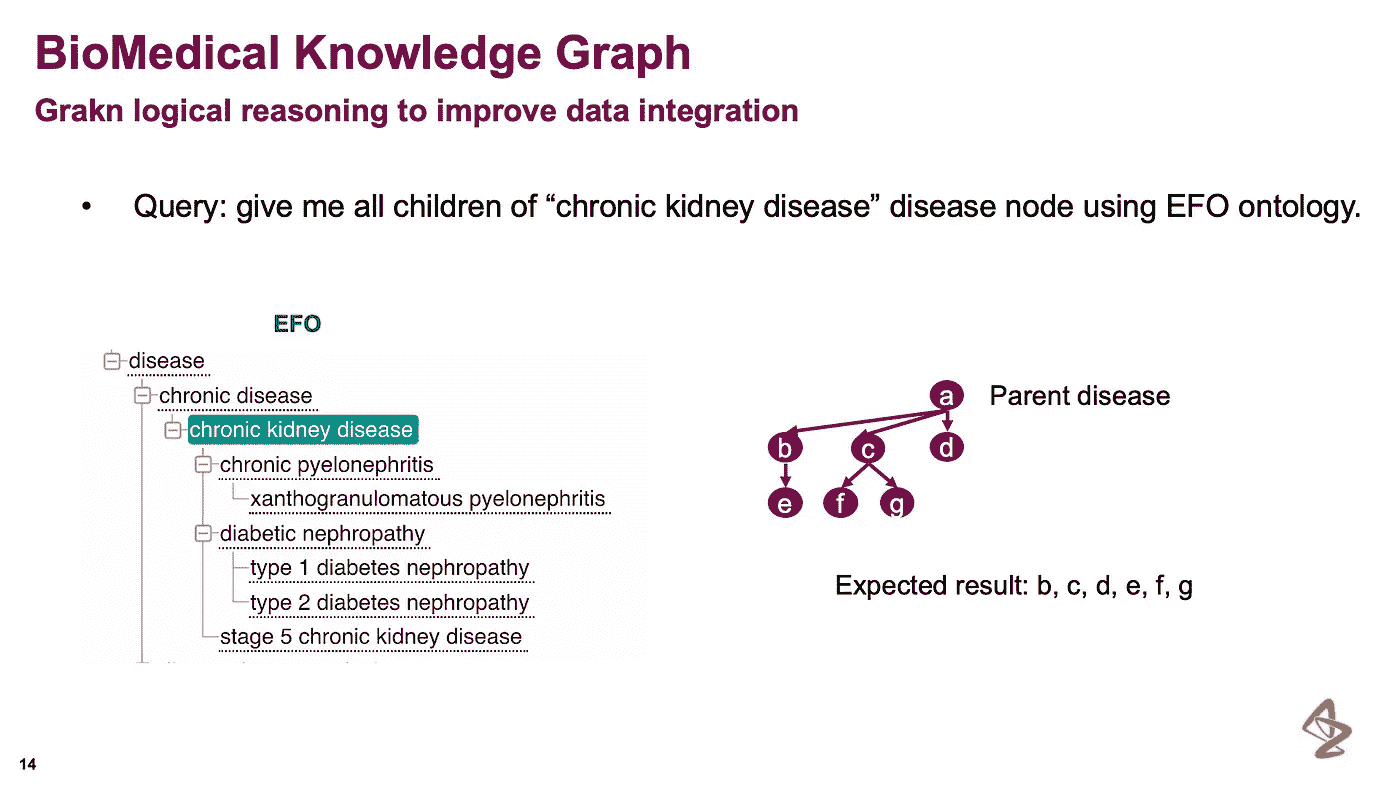 BioMedical Knowledge Graph
Grakn logical reasoning to improve data integration
• Query: give me all children of “chronic kidney disease” disease node using EFO ontology.
EFO
disease
chronic disease
chronic kidney disease
chronic pyelonephritis
xanthogranulomatous pyelonephritis
diabetic nephropathy
type 1 diabetes nephropathy
type 2 diabetes nephropathy
stage 5 chronic kidney disease
a Parent disease
b c d
e f g
Expected result: b, c, d, e, f, g
14